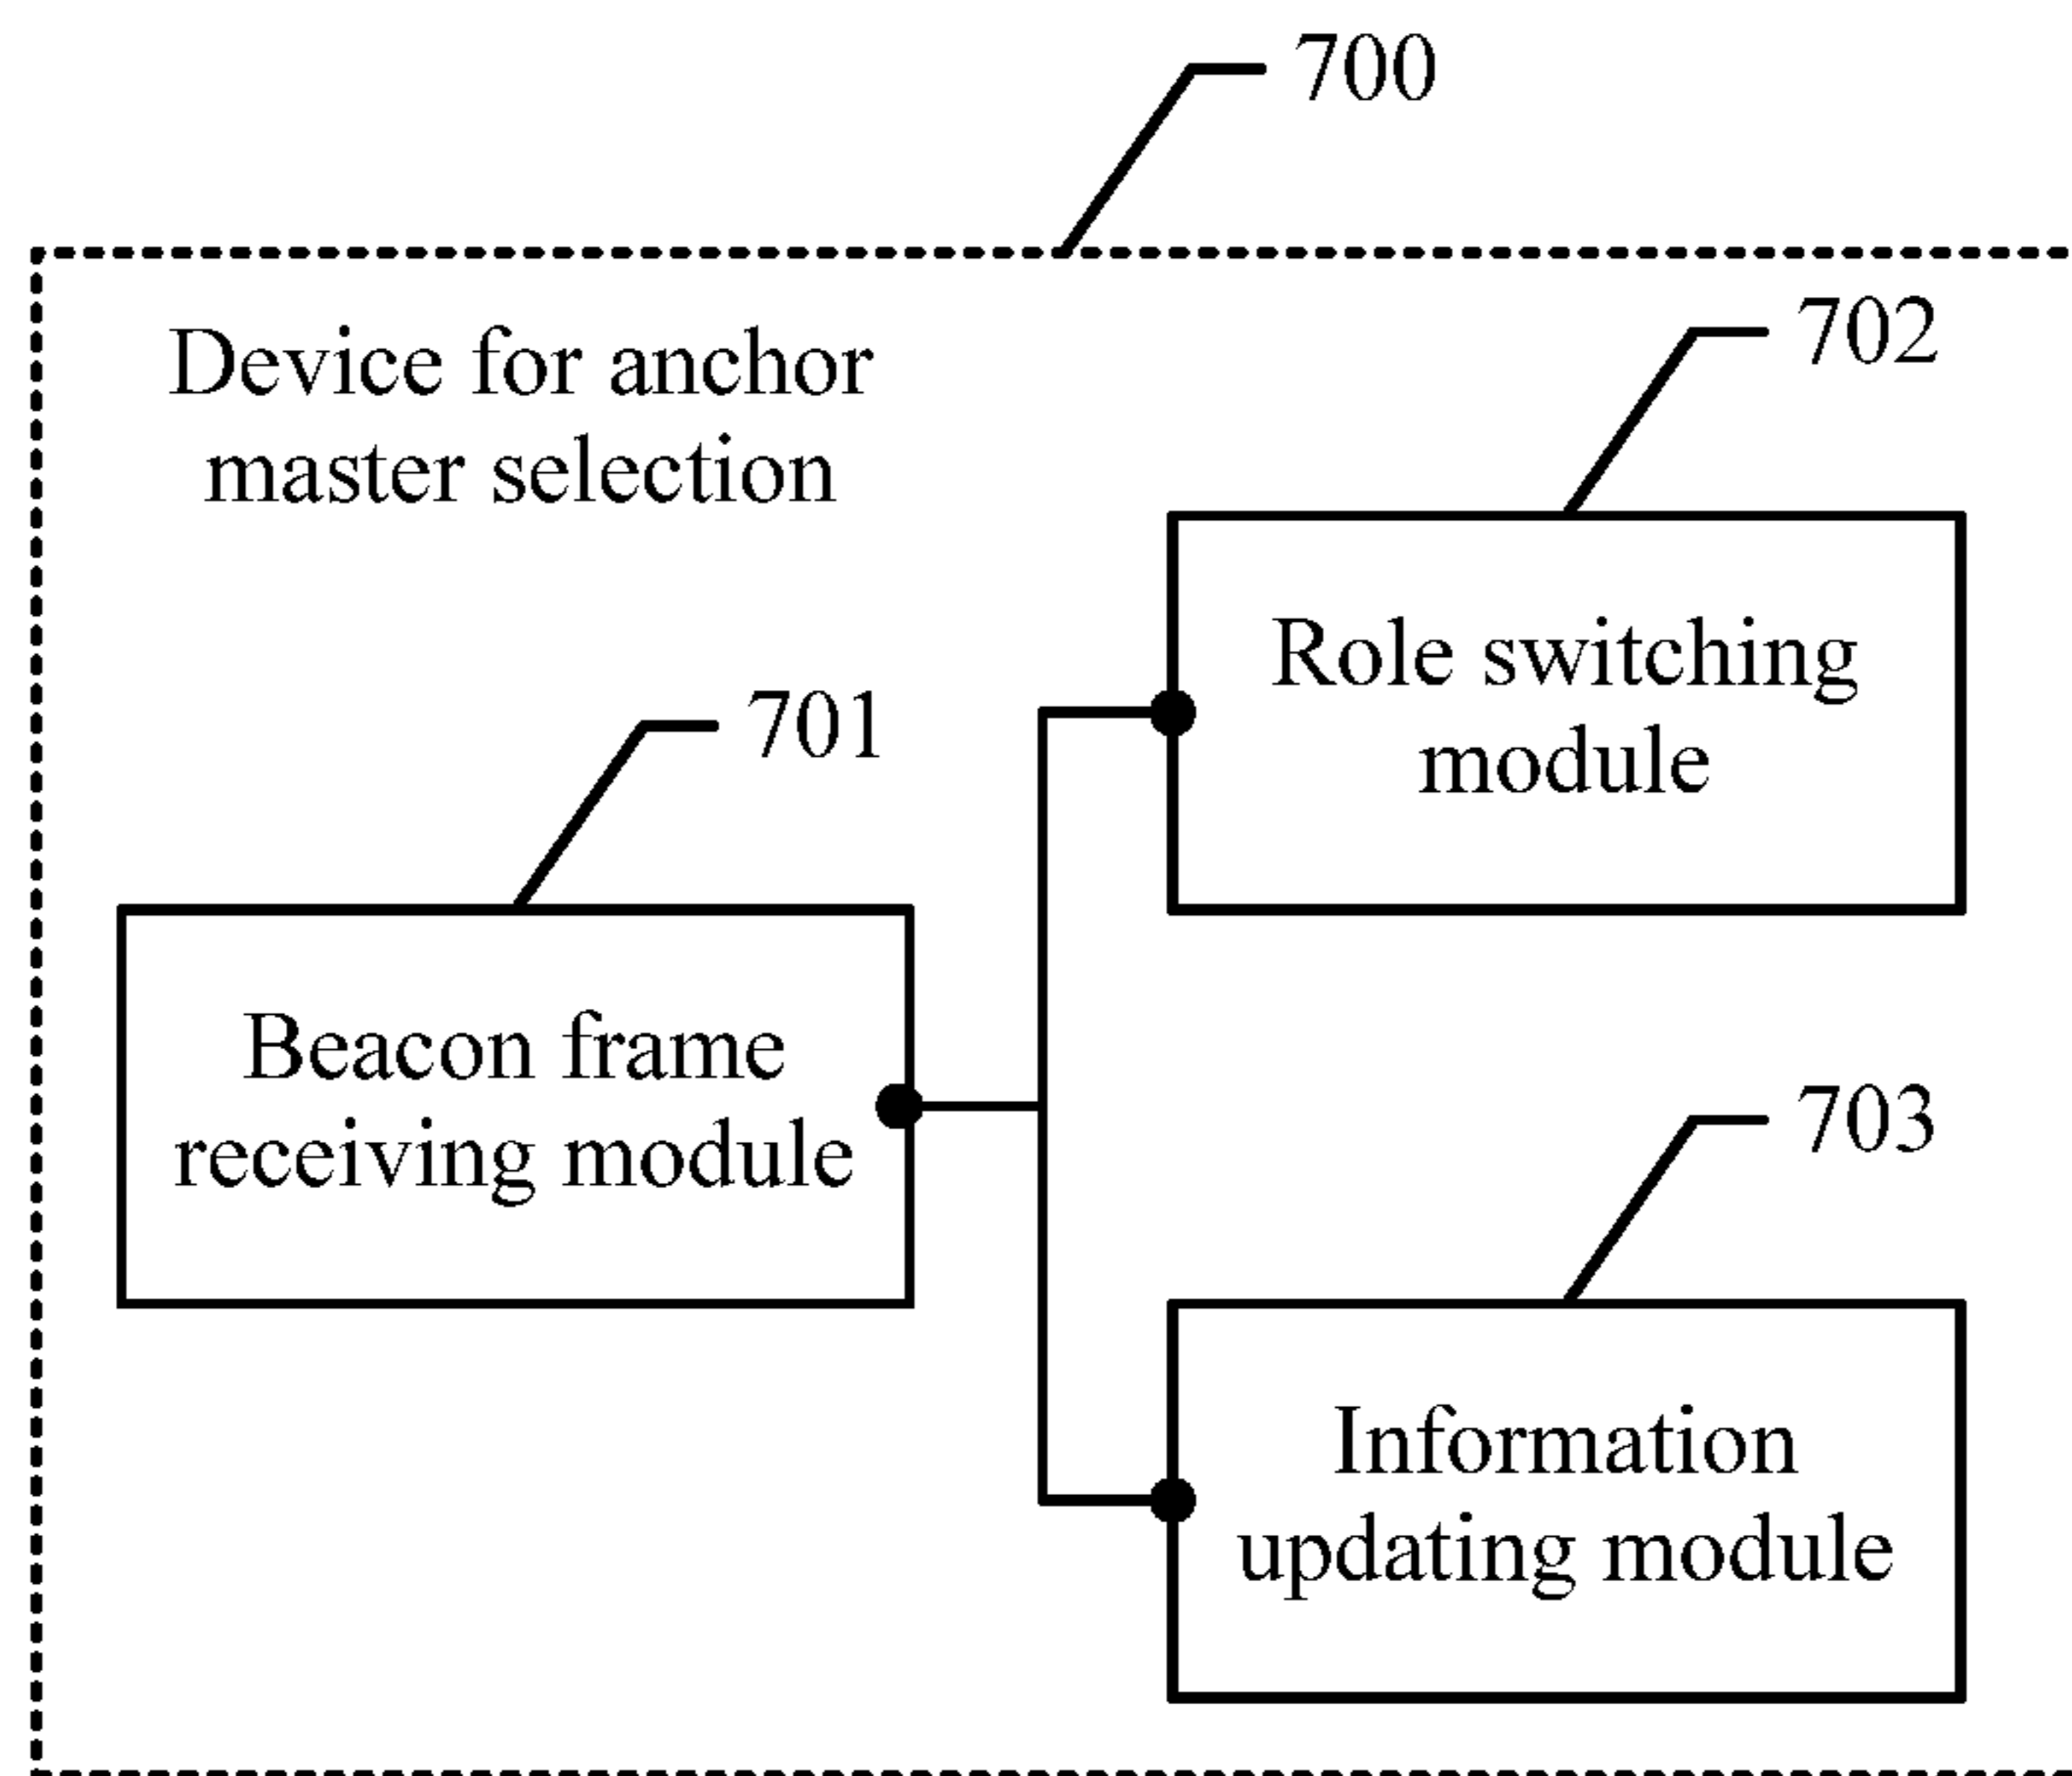 700
Device for anchor
master selection
702
Role switching
module
701
Beacon frame
receiving module
703
Information
updating module